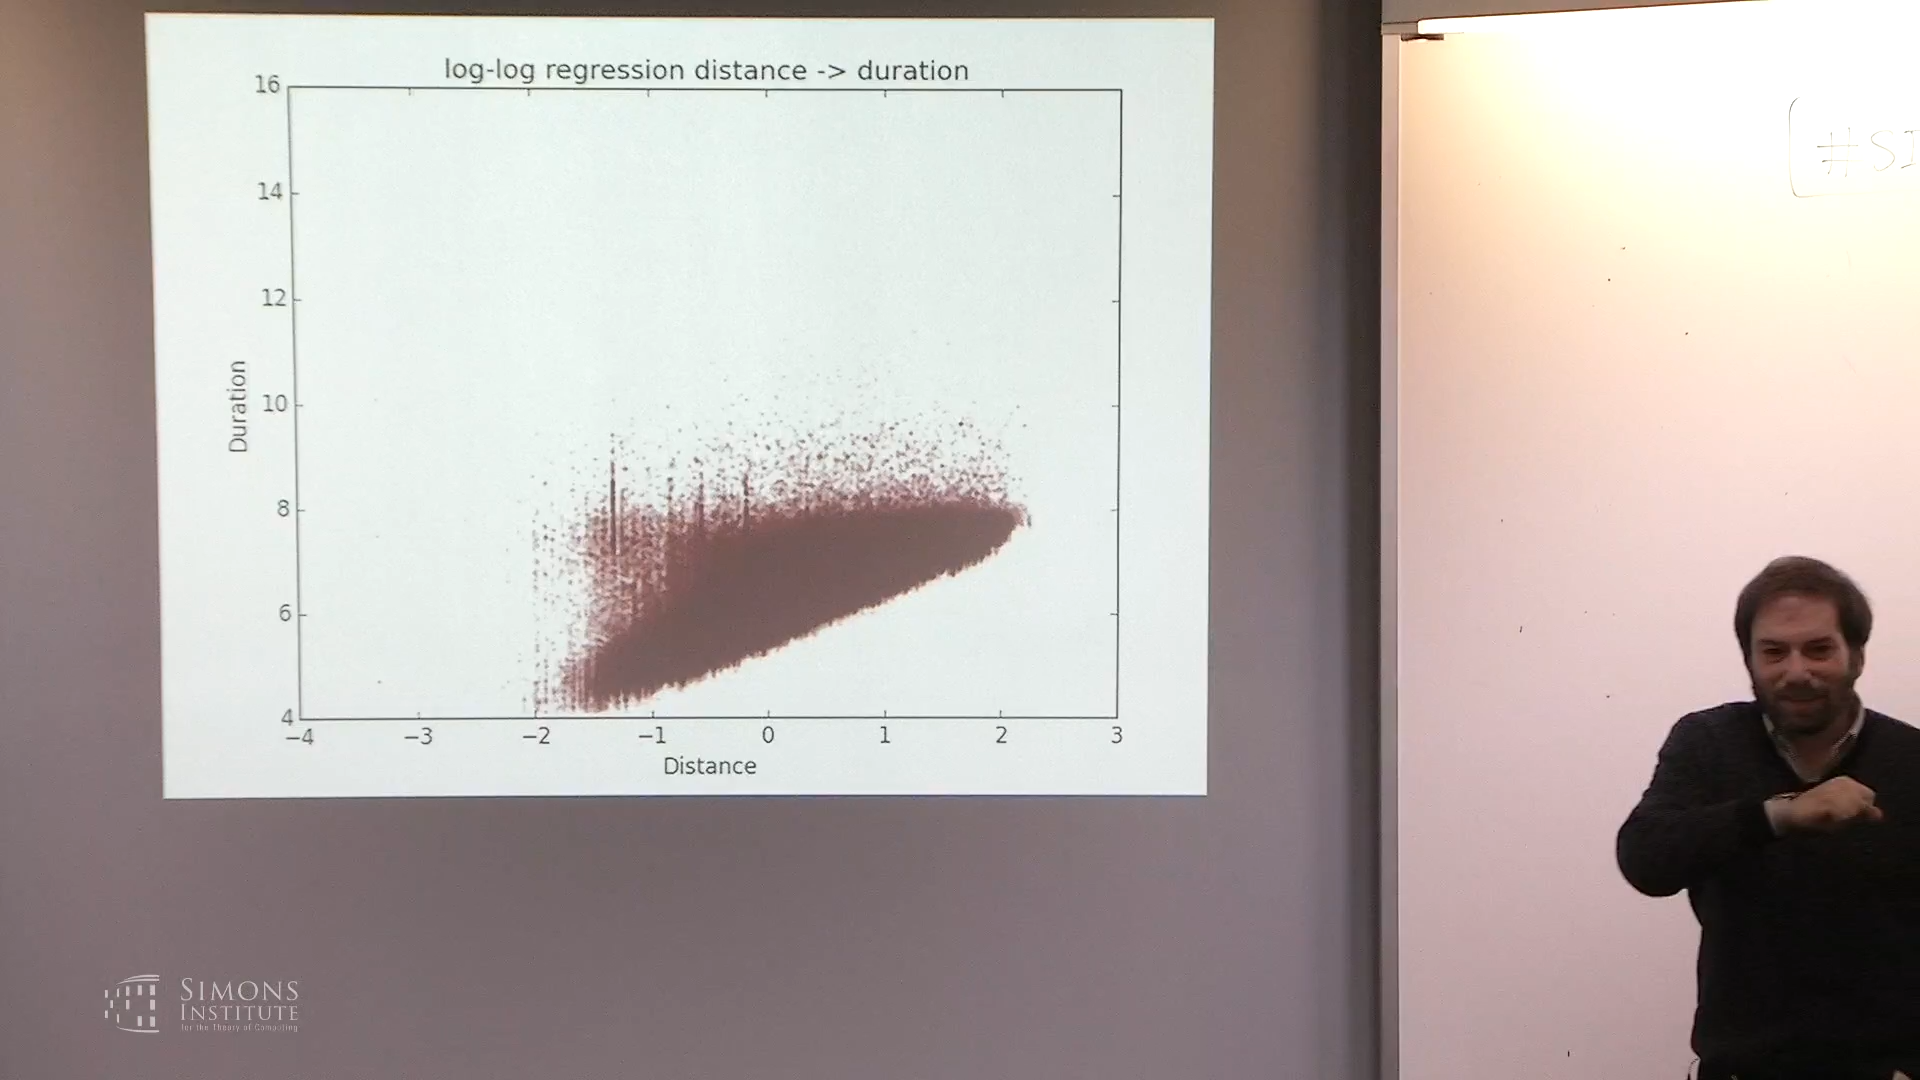 log-log regression distance -> duration
16
14
12
10
8
6
4
Duration
−4 −3 −2 −1 0 1 2 3
Distance
SIMONS
INSTITUTE
for the Theory of Computing